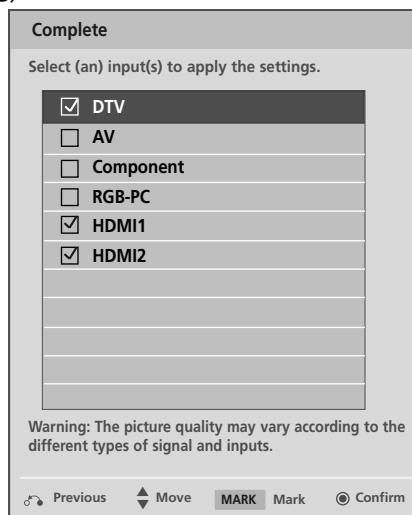 Complete
Select (an) input(s) to apply the settings.
DTV
AV
Component
RGB-PC
HDMI1
HDMI2
Warning: The picture quality may vary according to the
different types of signal and inputs.
Previous Move MARK Mark Confirm